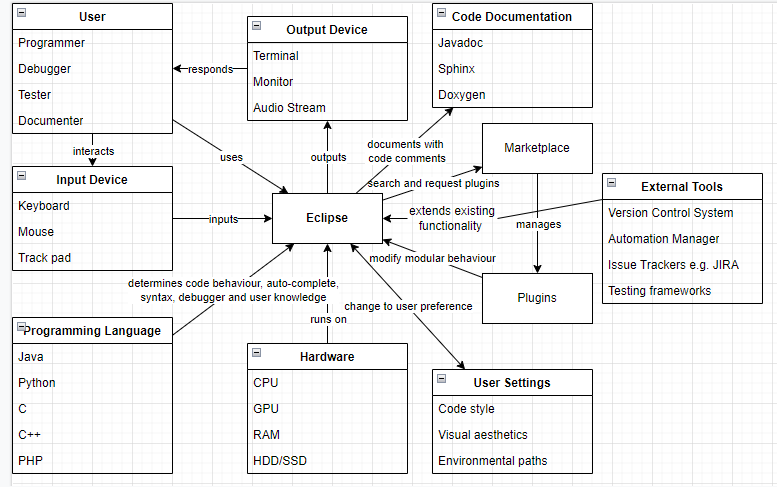 User
Programmer
Debugger
Tester
Documenter
Output Device
Terminal
Monitor
Audio Stream
Code Documentation
Javadoc
Sphinx
Doxygen
responds
interacts
uses
outputs
documents with
code comments
Marketplace
search and request plugins
Input Device
Keyboard
Mouse
Track pad
inputs
Eclipse
extends existing
functionality
manages
External Tools
Version Control System
Automation Manager
Issue Trackers e.g. JIRA
Testing frameworks
modify modular behaviour
Plugins
determines code behaviour, auto-complete,
syntax, debugger and user knowledge
change to user preference
runs on
Programming Language
Java
Python
C
C++
PHP
Hardware
CPU
GPU
RAM
HDD/SSD
User Settings
Code style
Visual aesthetics
Environmental paths